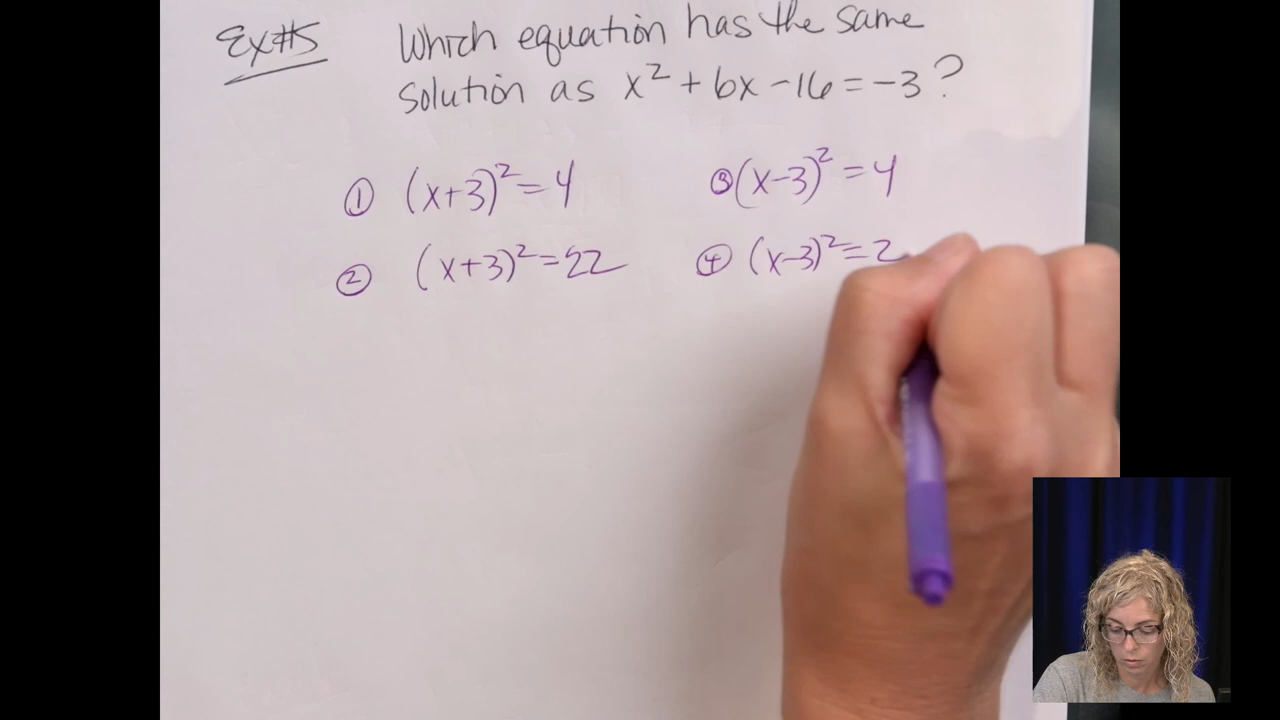 Ex#5 Which equation has the same
solution as x² + 6x - 16 = -3?
① (x+3)² = 4 ③ (x-3)² = 4
② (x+3)² = 22 ④ (x-3)² = 2